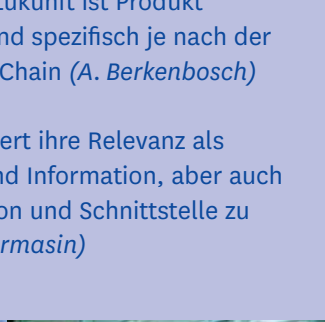 Zukunft ist Produkt
nd spezifisch je nach der
Chain (A. Berkenbosch)
ert ihre Relevanz als
nd Information, aber auch
on und Schnittstelle zu
rmasin)